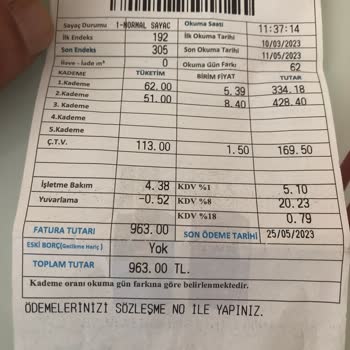 Sayaç Durumu 1-NORMAL SAYAC Okuma Saati 11:37:14
İlk Endeks 192 İlk Okuma Tarihi 10/03/2023
Son Endeks 305 Son Okuma Tarihi 11/05/2023
İlave - İade m³ 0 Okuma Gün Farkı 62
KADEME TÜKETİM BİRİM FİYAT TUTAR
1.Kademe 62.00 5.39 334.18
2.Kademe 51.00 8.40 428.40
3. Kademe
4.Kademe
5.Kademe
Ç.T.V. 113.00 1.50 169.50
İşletme Bakım 4.38 KDV %1 5.10
Yuvarlama -0.52 KDV %8 20.23
KDV %18 0.79
FATURA TUTARI 963.00 SON ÖDEME TARİHİ 25/05/2023
ESKİ BORÇ(Gecikme Hariç) Yok
TOPLAM TUTAR 963.00 TL.
Kademe oranı okuma gün farkına göre belirlenmektedir.
ÖDEMELERİNİZİ SÖZLEŞME NO İLE YAPINIZ.